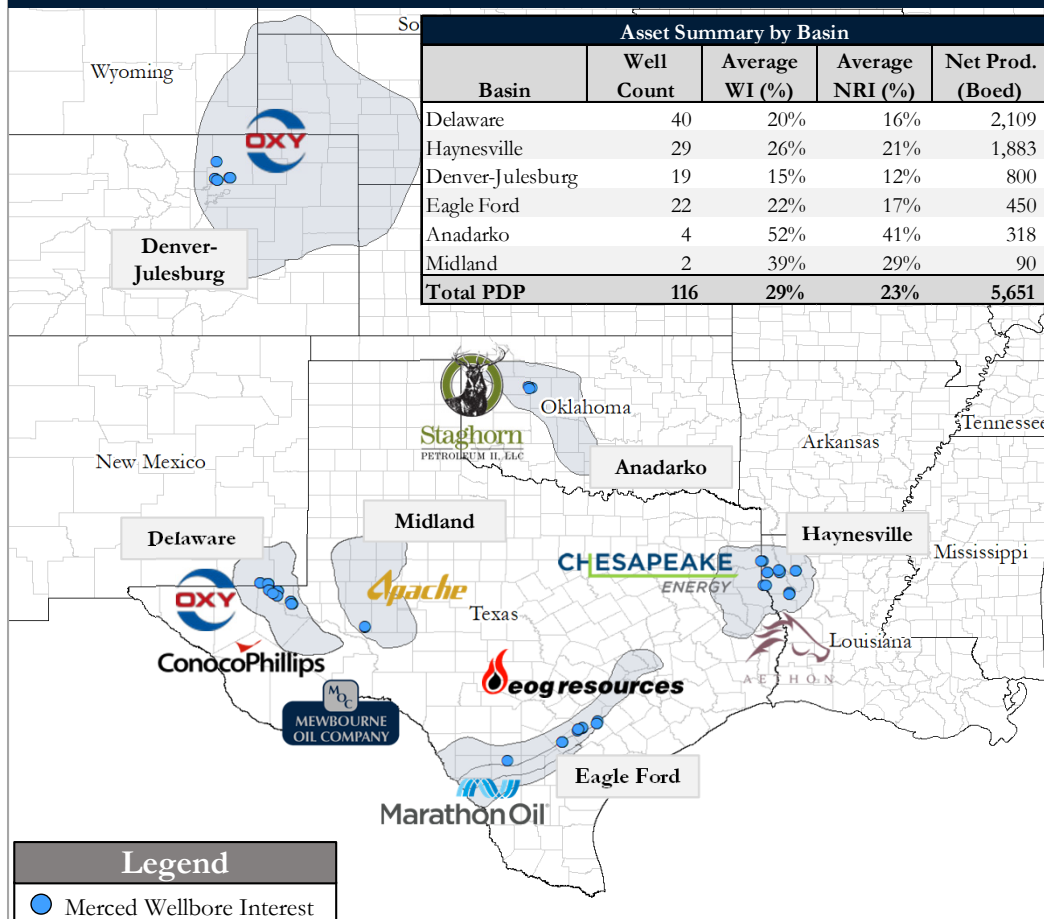 So
Asset Summary by Basin
Basin Well Count Average WI (%) Average NRI (%) Net Prod. (Boed)
Delaware 40 20% 16% 2,109
Haynesville 29 26% 21% 1,883
Denver-Julesburg 19 15% 12% 800
Eagle Ford 22 22% 17% 450
Anadarko 4 52% 41% 318
Midland 2 39% 29% 90
Total PDP 116 29% 23% 5,651
Wyoming
OXY
Denver-
Julesburg
Staghorn
PETROLEUM II, LLC
Oklahoma
Anadarko
Arkansas
Tennessee
New Mexico
Delaware
Midland
Haynesville
Mississippi
CHESAPEAKE
ENERGY
OXY
Apache
Texas
Louisiana
AETHON
ConocoPhillips
eog resources
MOC
MEWBOURNE
OIL COMPANY
Eagle Ford
Marathon Oil
Legend
Merced Wellbore Interest